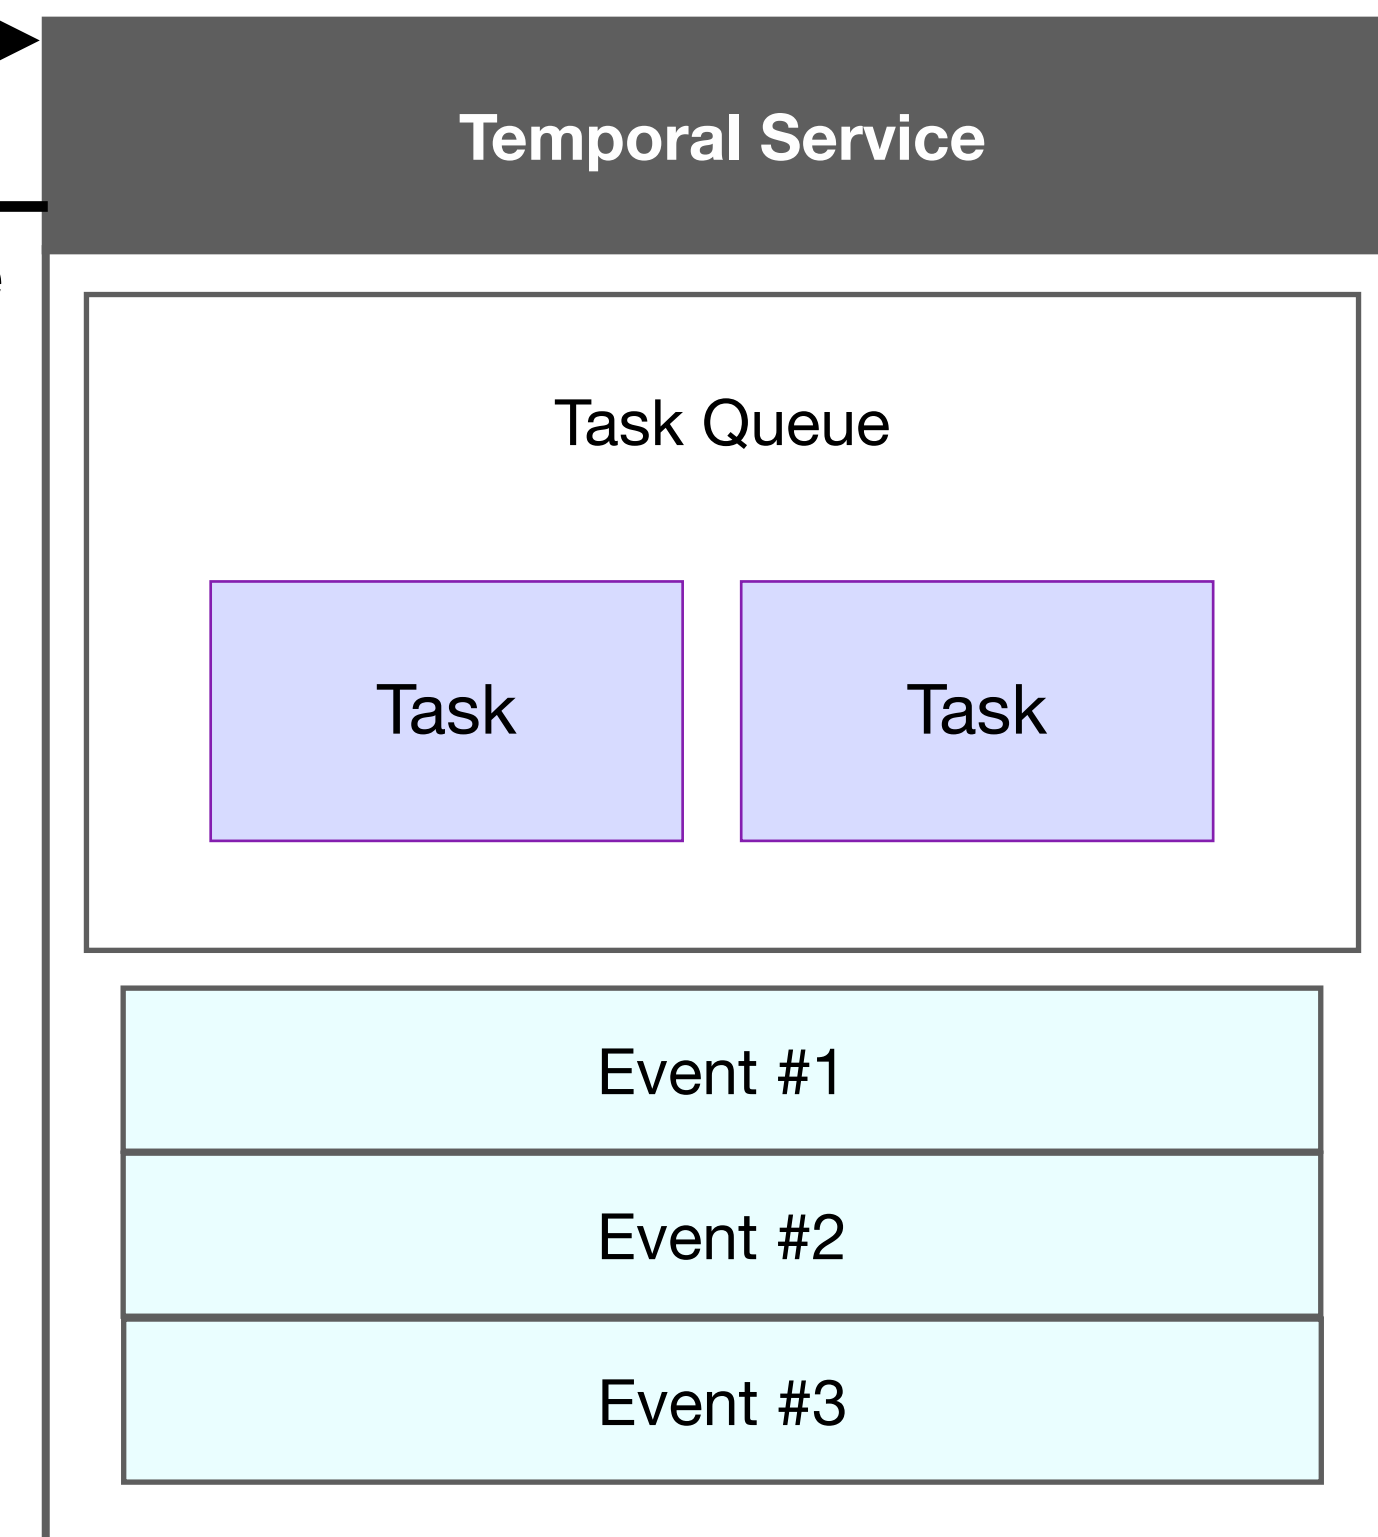 Temporal Service
Task Queue
Task
Task
Event #1
Event #2
Event #3